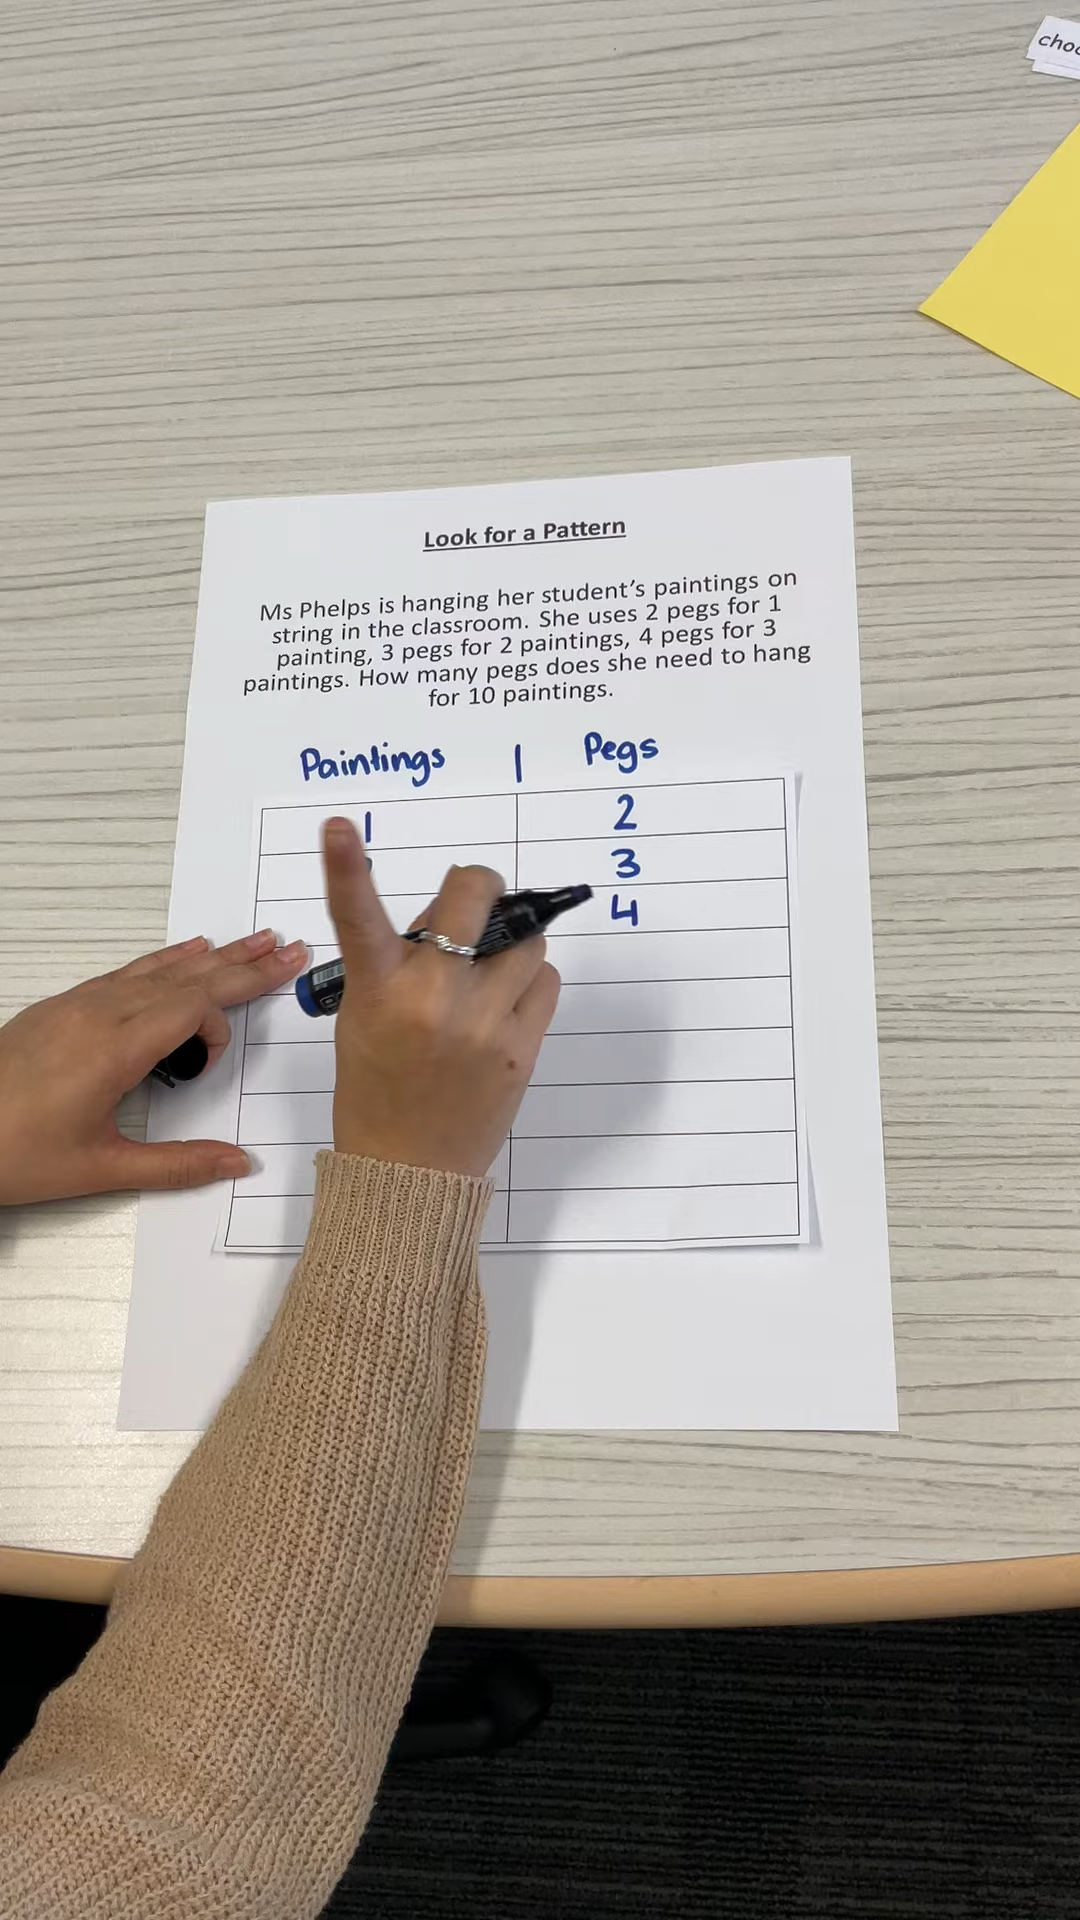 Look for a Pattern
Ms Phelps is hanging her student's paintings on
string in the classroom. She uses 2 pegs for 1
painting, 3 pegs for 2 paintings, 4 pegs for 3
paintings. How many pegs does she need to hang
for 10 paintings.
Paintings | Pegs
1 2
3
4